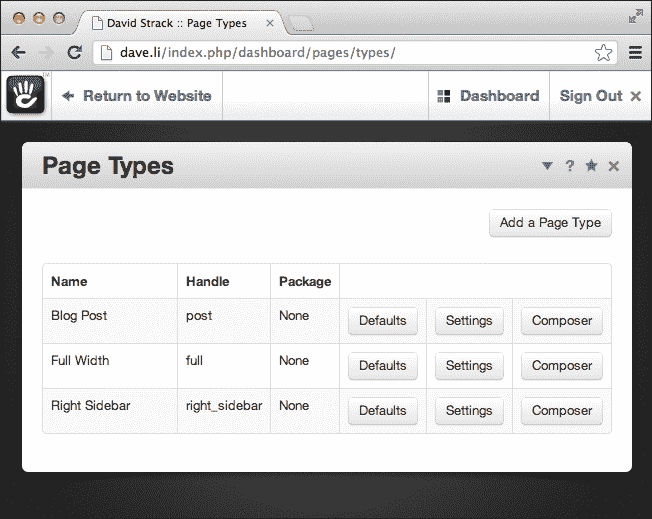 David Strack :: Page Types
dave.li/index.php/dashboard/pages/types/
Return to Website Dashboard Sign Out
Page Types
?
Add a Page Type
Name Handle Package
Blog Post post None Defaults Settings Composer
Full Width full None Defaults Settings Composer
Right Sidebar right_sidebar None Defaults Settings Composer